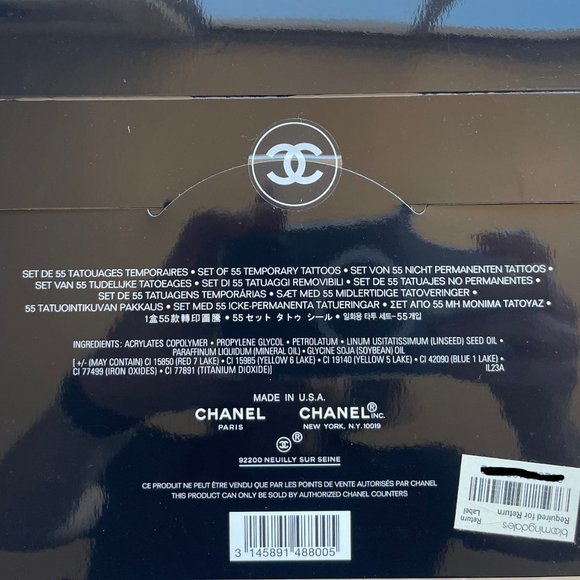 SET DE 55 TATOUAGES TEMPORAIRES • SET OF 55 TEMPORARY TATTOOS • SET VON 55 NICHT PERMANENTEN TATTOOS •
SET VAN 55 TIJDELIJKE TATOEAGES • SET DI 55 TATUAGGI REMOVIBILI • SET DE 55 TATUAJES NO PERMANENTES •
SET DE 55 TATUAGENS TEMPORÁRIAS • SÆT MED 55 MIDLERTIDIGE TATOVERINGER •
55 TATUOINTIKUVAN PAKKAUS • SET MED 55 ICKE-PERMANENTA TATUERINGAR • ΣΕΤ ΑΠΟ 55 ΜΗ ΜΟΝΙΜΑ ΤΑΤΟΥΑΖ •
1盒55款轉印圖騰 • 55 セット タトゥ シール • 일회용 타투 세트-55 개입
INGREDIENTS: ACRYLATES COPOLYMER • PROPYLENE GLYCOL • PETROLATUM • LINUM USITATISSIMUM (LINSEED) SEED OIL •
PARAFFINUM LIQUIDUM (MINERAL OIL) • GLYCINE SOJA (SOYBEAN) OIL
[ +/- (MAY CONTAIN) CI 15850 (RED 7 LAKE) • CI 15985 (YELLOW 6 LAKE) • CI 19140 (YELLOW 5 LAKE) • CI 42090 (BLUE 1 LAKE) •
CI 77499 (IRON OXIDES) • CI 77891 (TITANIUM DIOXIDE)] IL23A
MADE IN U.S.A.
CHANEL CHANEL® INC.
PARIS NEW YORK, N.Y. 10019
®
92200 NEUILLY SUR SEINE
CE PRODUIT NE PEUT ÊTRE VENDU QUE PAR LES POINTS DE VENTE AUTORISÉS PAR CHANEL
THIS PRODUCT CAN ONLY BE SOLD BY AUTHORIZED CHANEL COUNTERS
3 145891 488005
bloomingdales
Required for Return
Return
Label